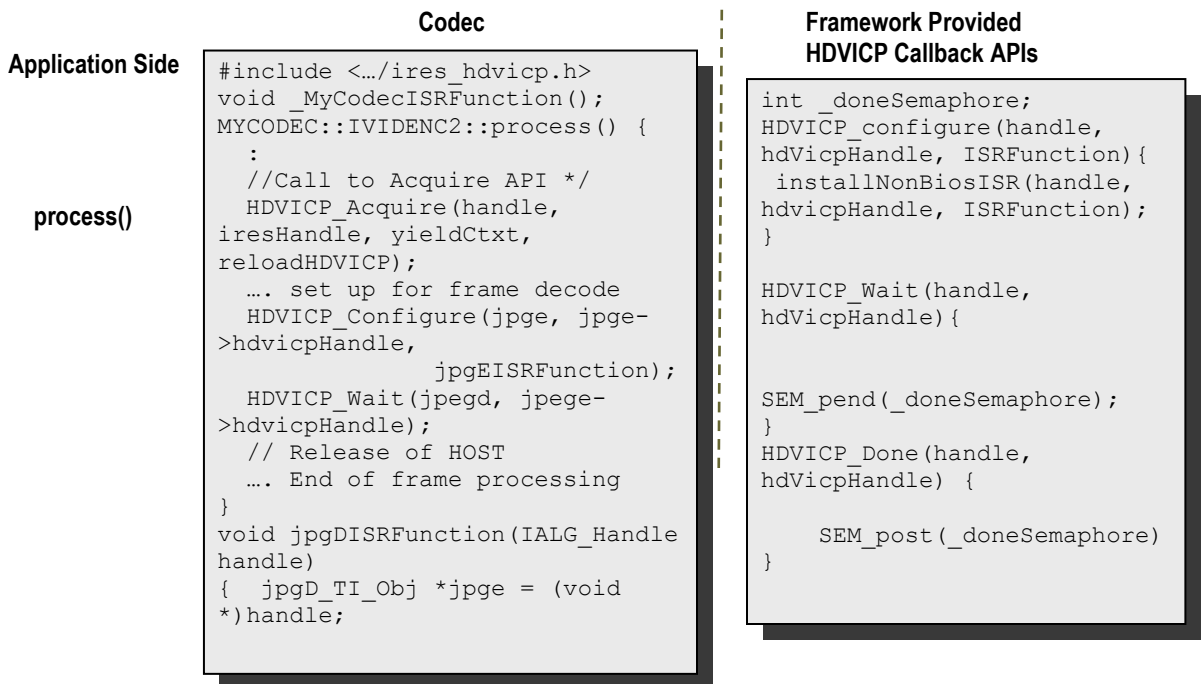 Codec
Application Side
#include <…/ires_hdvicp.h>
void _MyCodecISRFunction();
MYCODEC::IVIDENC2::process() {
:
//Call to Acquire API */
HDVICP_Acquire(handle,
iresHandle, yieldCtxt,
reloadHDVICP);
…. set up for frame decode
HDVICP_Configure(jpge, jpge-
>hdvicpHandle,
jpgEISRFunction);
HDVICP_Wait(jpegd, jpege-
>hdvicpHandle);
// Release of HOST
…. End of frame processing
}
void jpgDISRFunction(IALG_Handle
handle)
{ jpgD_TI_Obj *jpge = (void
*)handle;
process()
Framework Provided
HDVICP Callback APIs
int _doneSemaphore;
HDVICP_configure(handle,
hdVicpHandle, ISRFunction){
installNonBiosISR(handle,
hdvicpHandle, ISRFunction);
}
HDVICP_Wait(handle,
hdVicpHandle){
SEM_pend(_doneSemaphore);
}
HDVICP_Done(handle,
hdVicpHandle) {
SEM_post(_doneSemaphore)
}